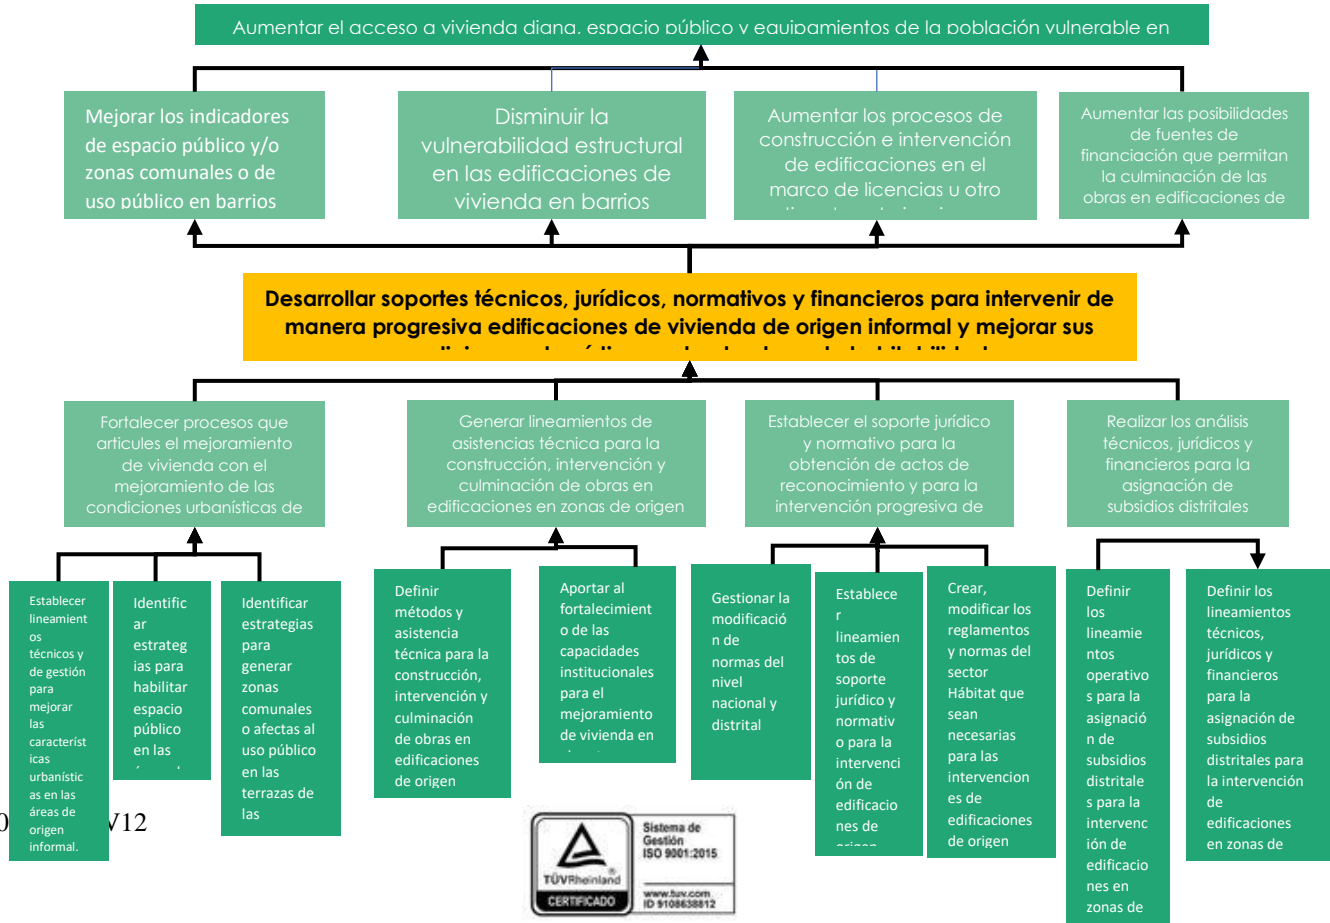 Aumentar el acceso a vivienda digna, espacio público y equipamientos de la población vulnerable en
Mejorar los indicadores
de espacio público y/o
zonas comunales o de
uso público en barrios
Disminuir la
vulnerabilidad estructural
en las edificaciones de
vivienda en barrios
Aumentar los procesos de
construcción e intervención
de edificaciones en el
marco de licencias u otro
Aumentar las posibilidades
de fuentes de
financiación que permitan
la culminación de las
obras en edificaciones de
Desarrollar soportes técnicos, jurídicos, normativos y financieros para intervenir de
manera progresiva edificaciones de vivienda de origen informal y mejorar sus
Fortalecer procesos que
articules el mejoramiento
de vivienda con el
mejoramiento de las
condiciones urbanísticas de
Generar lineamientos de
asistencias técnica para la
construcción, intervención y
culminación de obras en
edificaciones en zonas de origen
Establecer el soporte jurídico
y normativo para la
obtención de actos de
reconocimiento y para la
intervención progresiva de
Realizar los análisis
técnicos, jurídicos y
financieros para la
asignación de
subsidios distritales
Establecer
lineamient
os
técnicos y
de gestión
para
mejorar
las
característ
icas
urbanístic
as en las
áreas de
origen
informal.
Identific
ar
estrateg
ias para
habilitar
espacio
público
en las
Identificar
estrategias
para
generar
zonas
comunales
o afectas al
uso público
en las
terrazas de
las
Definir
métodos y
asistencia
técnica para la
construcción,
intervención y
culminación
de obras en
edificaciones
de origen
Aportar al
fortalecimient
o de las
capacidades
institucionales
para el
mejoramiento
de vivienda en
Gestionar la
modificació
n de
normas del
nivel
nacional y
distrital
Establece
r
lineamien
tos de
soporte
jurídico y
normativ
o para la
intervenci
ón de
edificacio
nes de
origen
Crear,
modificar los
reglamentos
y normas del
sector
Hábitat que
sean
necesarias
para las
intervencion
es de
edificaciones
de origen
Definir
los
lineamie
ntos
operativo
s para la
asignació
n de
subsidios
distritale
s para la
intervenc
ión de
edificacio
nes en
zonas de
Definir los
lineamientos
técnicos,
jurídicos y
financieros
para la
asignación de
subsidios
distritales para
la intervención
de
edificaciones
en zonas de
V12
TÜVRheinland
CERTIFICADO
Sistema de
Gestión
ISO 9001:2015
www.tuv.com
ID 9108638812